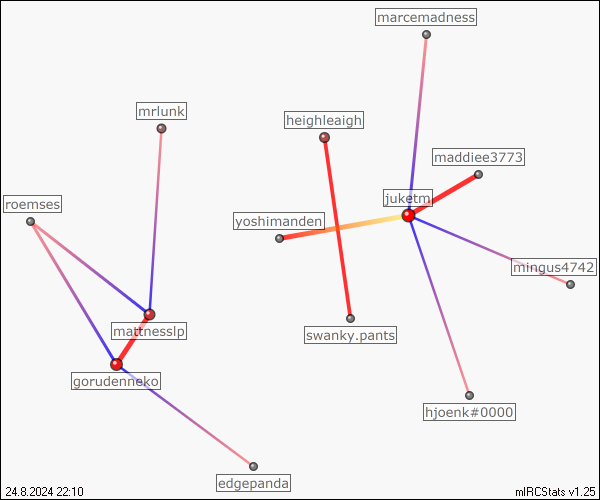 marcemadness
mrlunk
heighleaigh
maddiee3773
juketm
roemses
yoshimanden
mingus4742
mattnesslp
swanky.pants
gorudenneko
hjoenk#0000
edgepanda
24.8.2024 22:10
mIRCStats v1.25